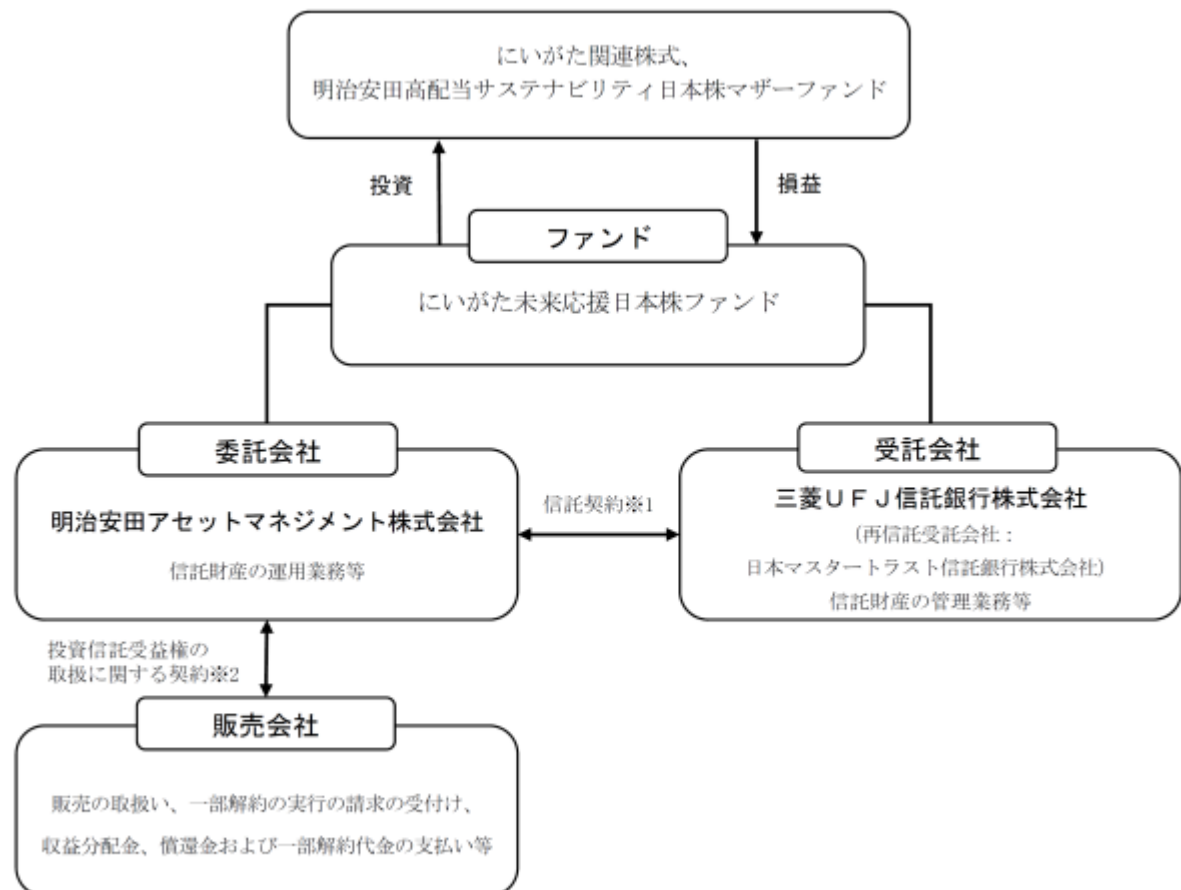 にいがた関連株式、
明治安田高配当サステナビリティ日本株マザーファンド
投資
損益
ファンド
にいがた未来応援日本株ファンド
委託会社
明治安田アセットマネジメント株式会社
信託財産の運用業務等
信託契約※1
受託会社
三菱UFJ信託銀行株式会社
(再信託受託会社：
日本マスタートラスト信託銀行株式会社)
信託財産の管理業務等
投資信託受益権の
取扱に関する契約※2
販売会社
販売の取扱い、一部解約の実行の請求の受付け、
収益分配金、償還金および一部解約代金の支払い等